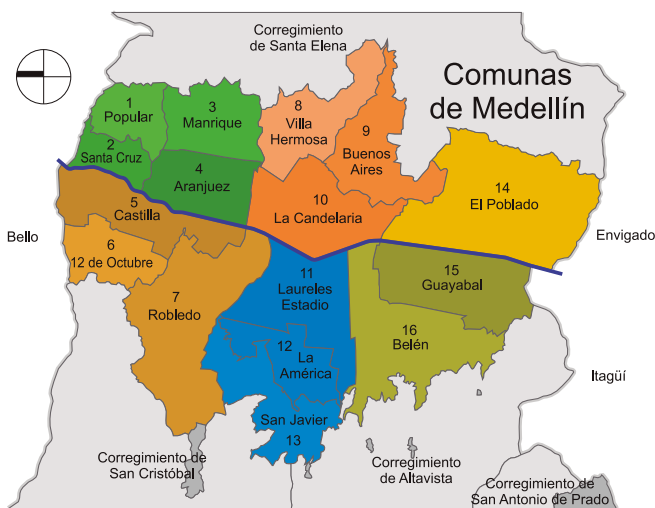 Corregimiento
de Santa Elena
Comunas
de Medellín
1
Popular
3
Manrique
8
Villa
Hermosa
9
Buenos
Aires
2
Santa Cruz
4
Aranjuez
10
La Candelaria
14
El Poblado
5
Castilla
Bello
6
12 de Octubre
Envigado
11
Laureles
Estadio
15
Guayabal
7
Robledo
16
Belén
12
La
América
Itagüí
San Javier
13
Corregimiento de
San Cristóbal
Corregimiento
de Altavista
Corregimiento de
San Antonio de Prado